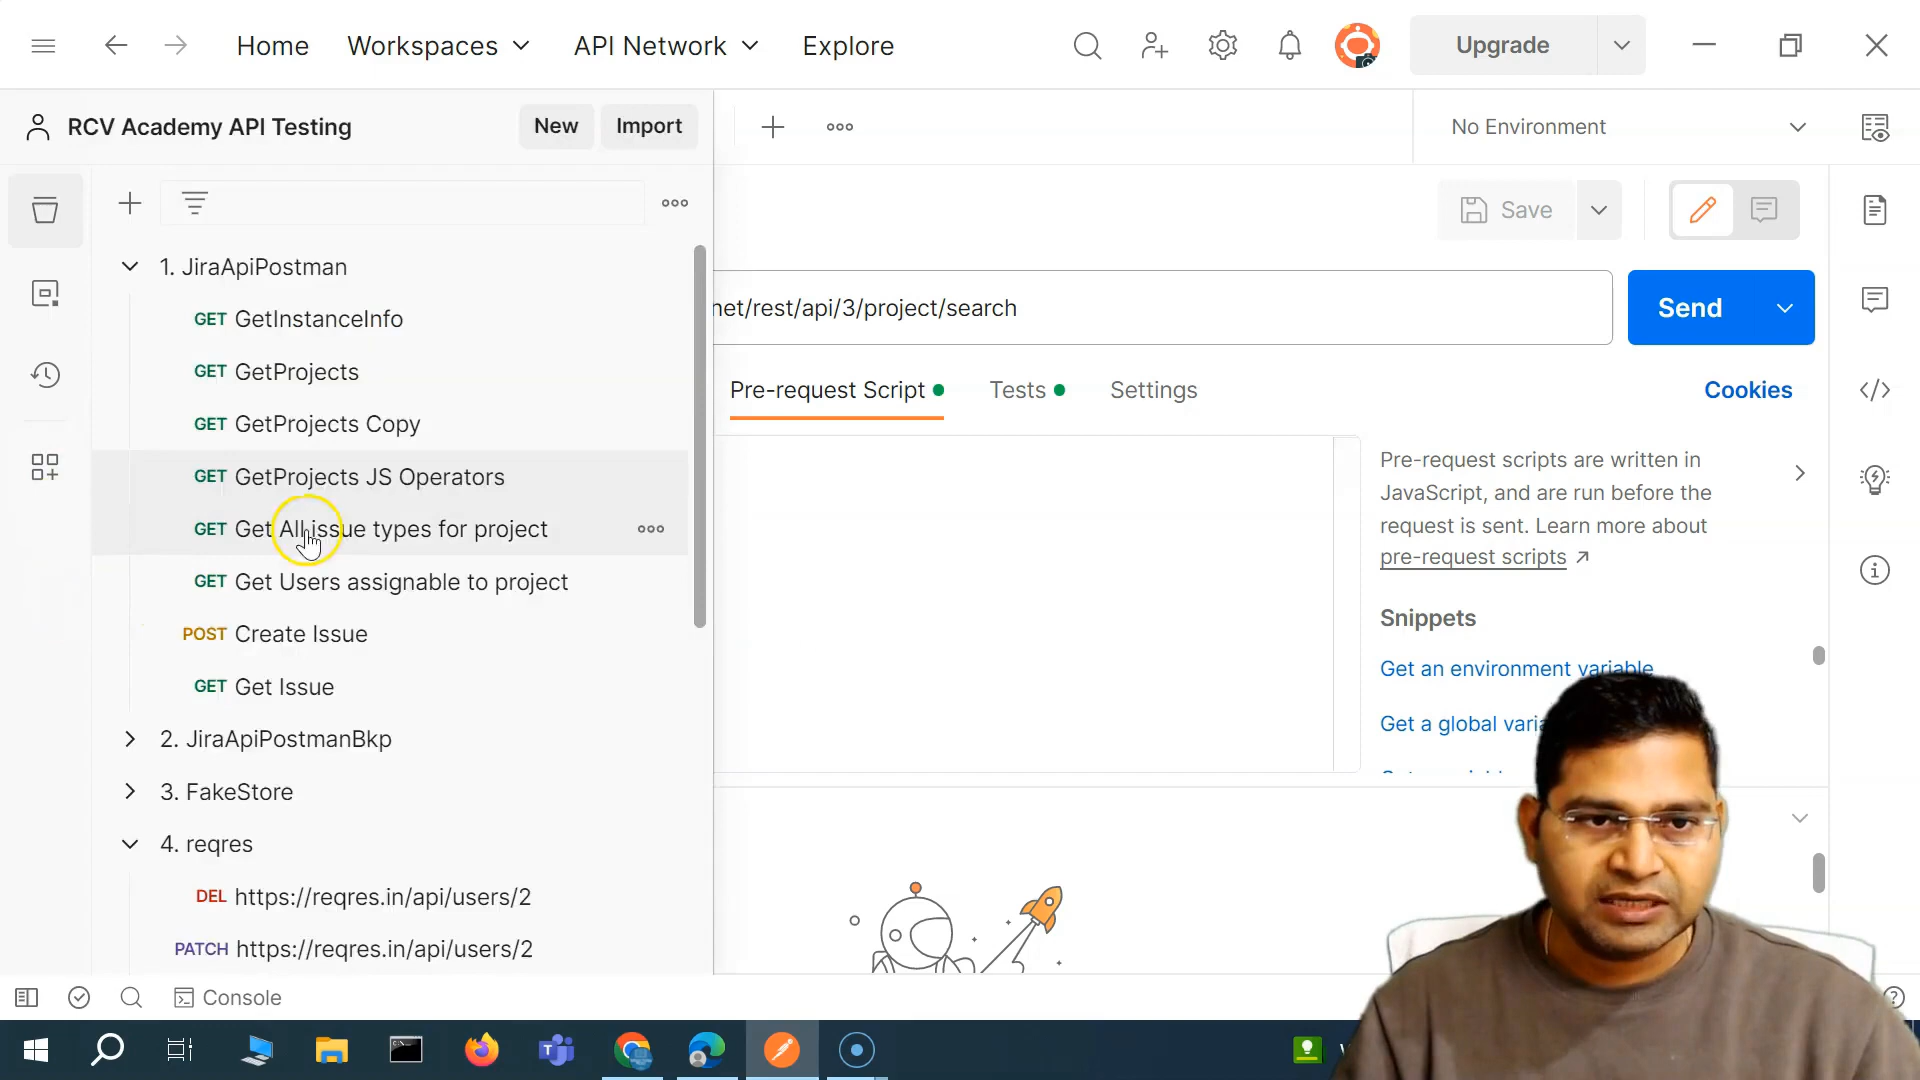 Home Workspaces API Network Explore Upgrade
RCV Academy API Testing New Import No Environment
Save
1. JiraApiPostman
GET GetInstanceInfo
net/rest/api/3/project/search Send
GET GetProjects
Pre-request Script Tests Settings Cookies
GET GetProjects Copy
GET GetProjects JS Operators
GET Get All issue types for project
GET Get Users assignable to project
POST Create Issue
GET Get Issue
2. JiraApiPostmanBkp
3. FakeStore
4. reqres
DEL https://reqres.in/api/users/2
PATCH https://reqres.in/api/users/2
Pre-request scripts are written in
JavaScript, and are run before the
request is sent. Learn more about
pre-request scripts ↗
Snippets
Get an environment variable
Get a global
Console